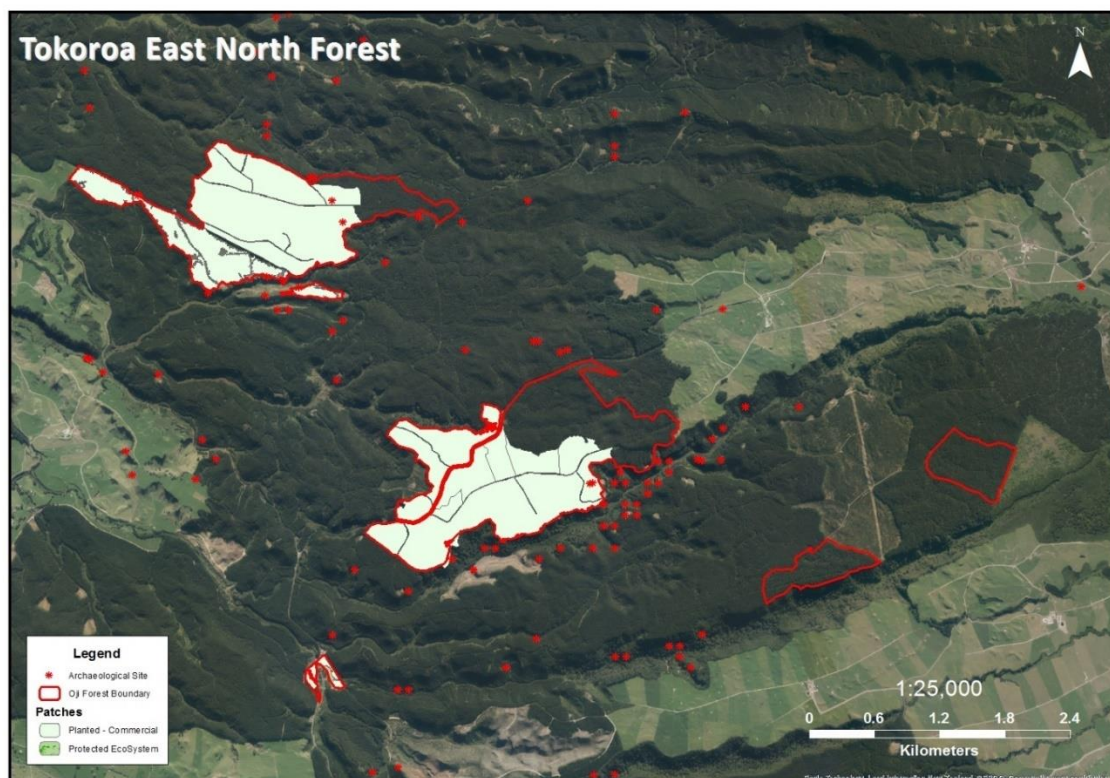 Tokoroa East North Forest
N
Legend
Archaeological Site
Oji Forest Boundary
Patches
Planted - Commercial
Protected EcoSystem
1:25,000
0 0.6 1.2 1.8 2.4
Kilometers